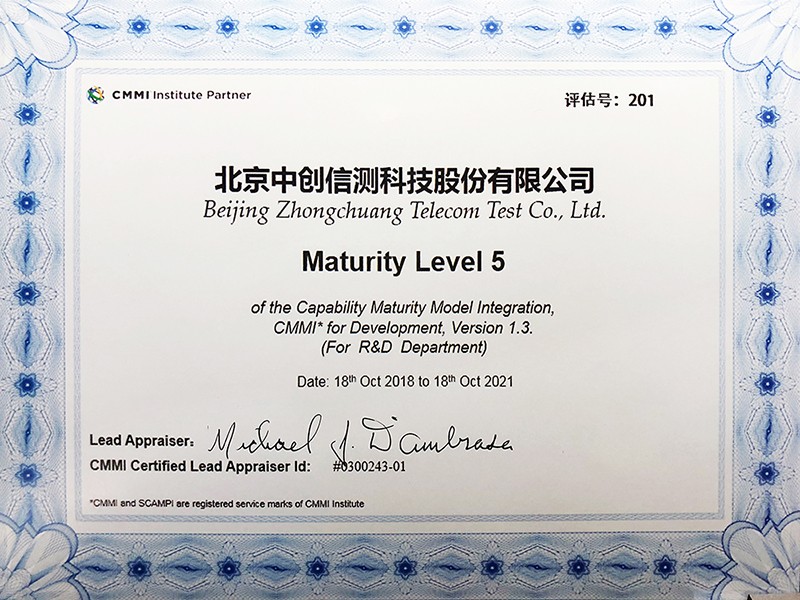 CMMI Institute Partner
评估号：201
北京中创信测科技股份有限公司
Beijing Zhongchuang Telecom Test Co., Ltd.
Maturity Level 5
of the Capability Maturity Model Integration,
CMMI* for Development, Version 1.3.
(For R&D Department)
Date: 18th Oct 2018 to 18th Oct 2021
Lead Appraiser: Michael J. D'ambrosa
CMMI Certified Lead Appraiser Id: #0300243-01
*CMMI and SCAMPI are registered service marks of CMMI Institute